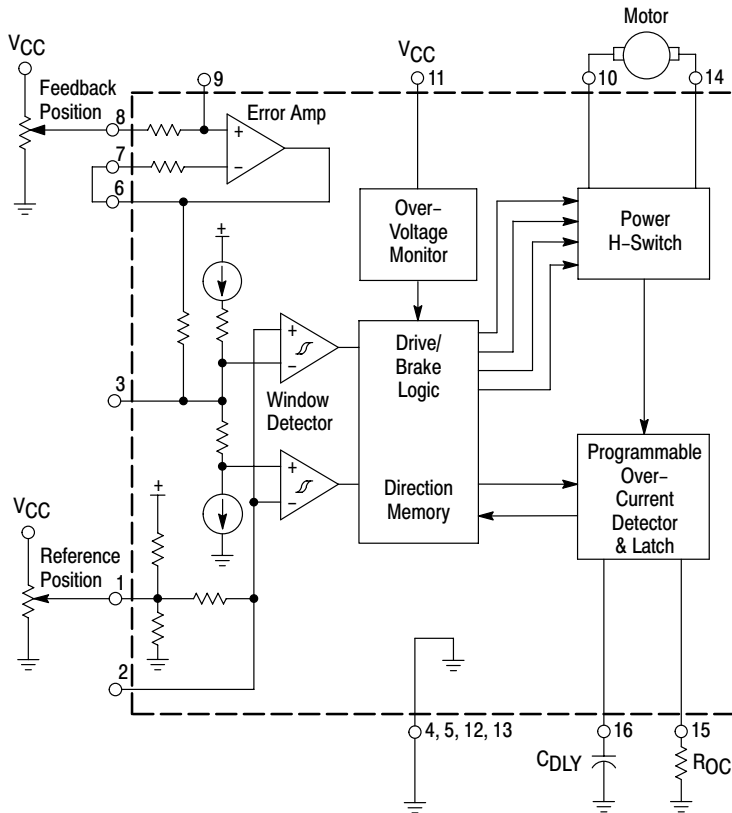 Motor
VCC
VCC
9
11
10
14
Feedback
Position
8
+
Error Amp
7
−
6
+
Over−
Voltage
Monitor
Power
H−Switch
+
−
Drive/
Brake
Logic
3
Window
Detector
+
−
Direction
Memory
Programmable
Over−
Current
Detector
& Latch
VCC
+
Reference
Position
1
2
4, 5, 12, 13
16
15
CDLY
ROC